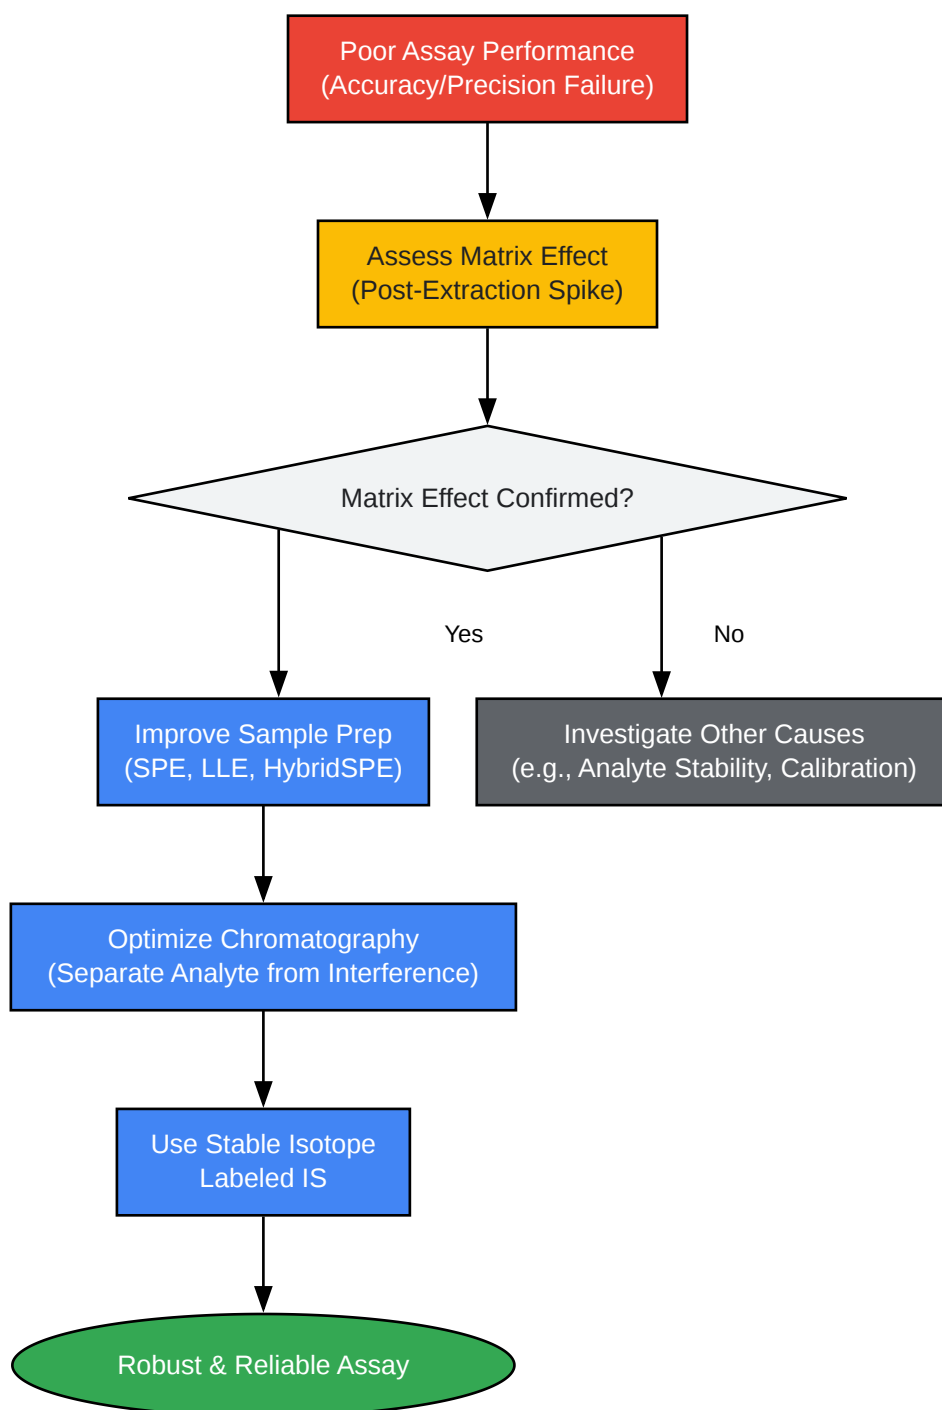 Poor Assay Performance
(Accuracy/Precision Failure)
Assess Matrix Effect
(Post-Extraction Spike)
Matrix Effect Confirmed?
Yes
No
Improve Sample Prep
(SPE, LLE, HybridSPE)
Investigate Other Causes
(e.g., Analyte Stability, Calibration)
Optimize Chromatography
(Separate Analyte from Interference)
Use Stable Isotope
Labeled IS
Robust & Reliable Assay